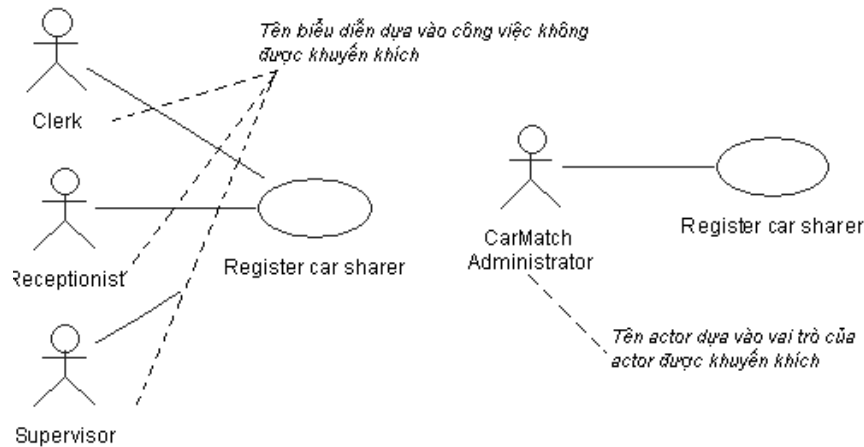 Tên biểu diễn dựa vào công việc không
được khuyến khích
Clerk
Receptionist
Register car sharer
Supervisor
CarMatch
Administrator
Register car sharer
Tên actor dựa vào vai trò của
actor được khuyến khích